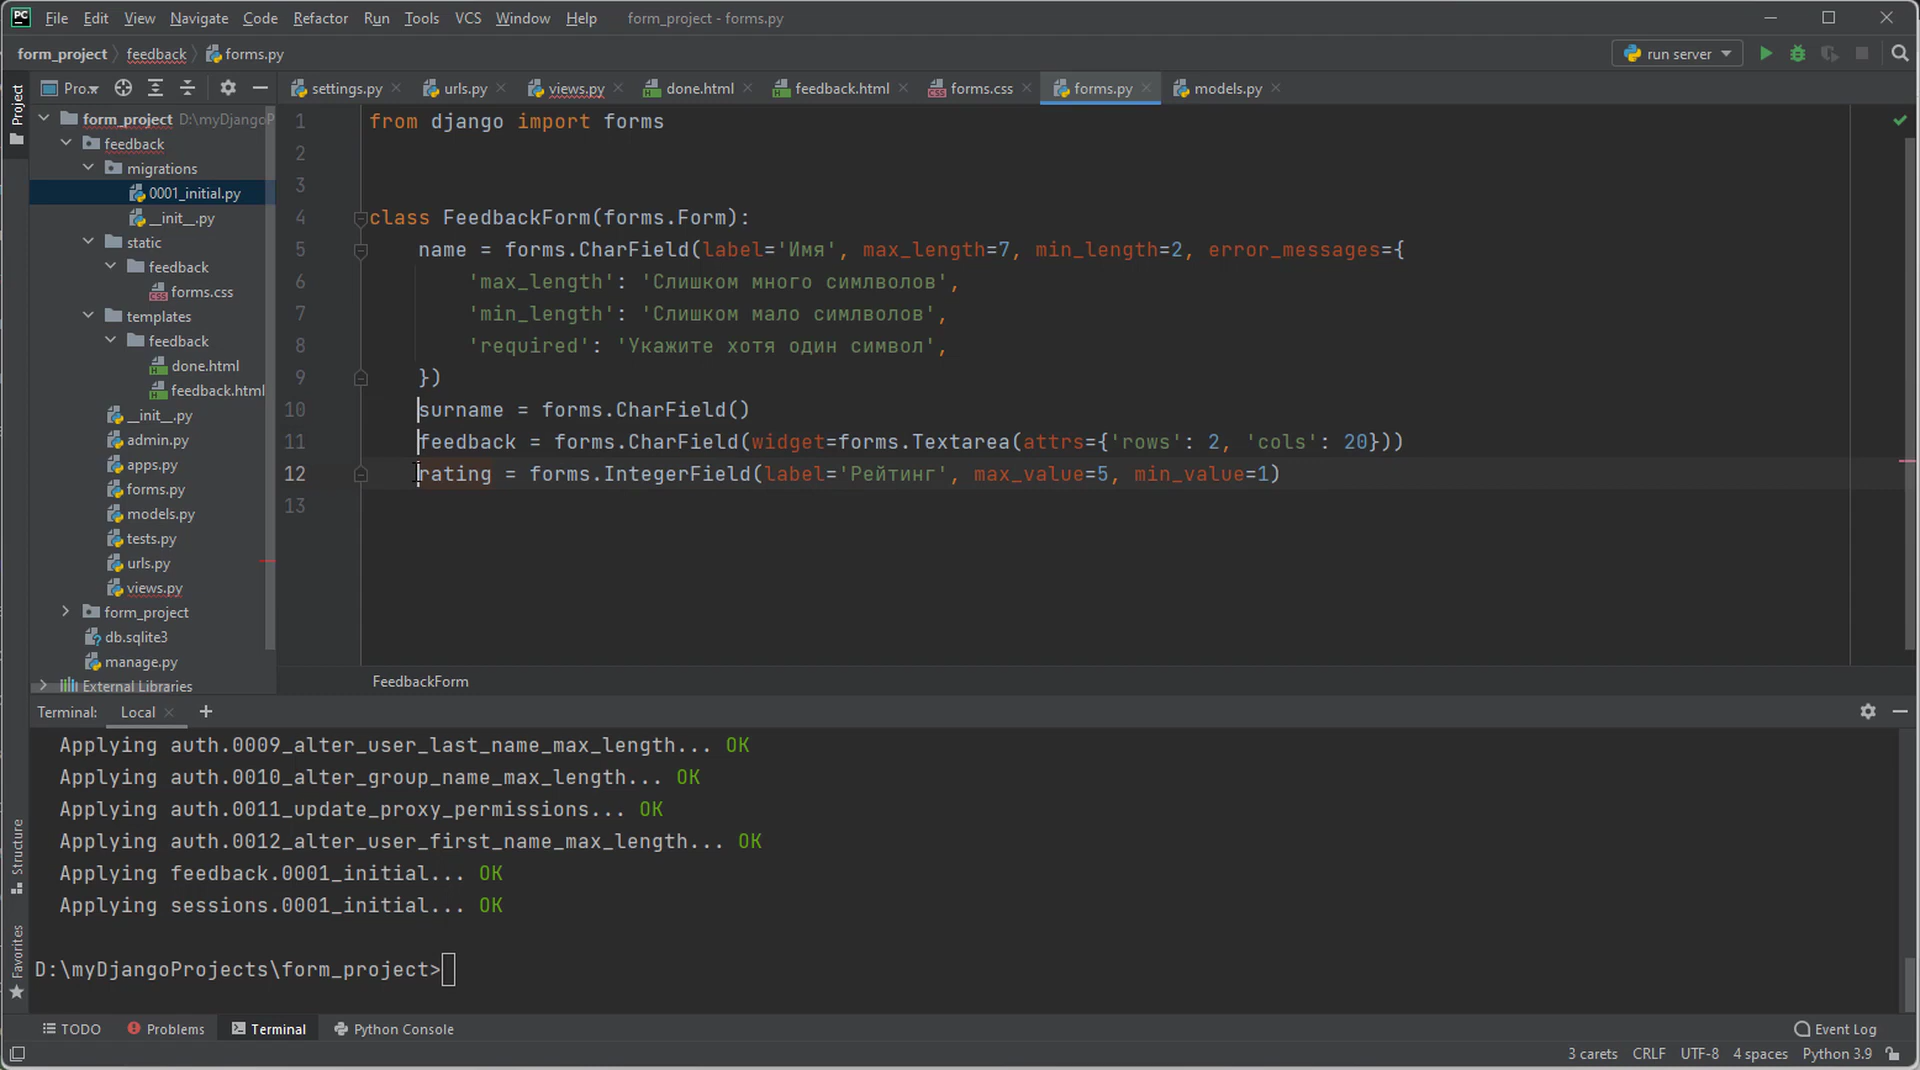 PC File Edit View Navigate Code Refactor Run Tools VCS Window Help form_project - forms.py
form_project feedback forms.py
run server
Project
Pro...
settings.py urls.py views.py done.html feedback.html forms.css forms.py models.py
form_project D:\myDjangoP
feedback
migrations
0001_initial.py
__init__.py
static
feedback
forms.css
templates
feedback
done.html
feedback.html
__init__.py
admin.py
apps.py
forms.py
models.py
tests.py
urls.py
views.py
form_project
db.sqlite3
manage.py
External Libraries
1 from django import forms
2
3
4 class FeedbackForm(forms.Form):
5 name = forms.CharField(label='Имя', max_length=7, min_length=2, error_messages={
6 'max_length': 'Слишком много симлволов',
7 'min_length': 'Слишком мало симлволов',
8 'required': 'Укажите хотя один символ',
9 })
10 surname = forms.CharField()
11 feedback = forms.CharField(widget=forms.Textarea(attrs={'rows': 2, 'cols': 20}))
12 rating = forms.IntegerField(label='Рейтинг', max_value=5, min_value=1)
13
FeedbackForm
Terminal: Local +
Applying auth.0009_alter_user_last_name_max_length... OK
Applying auth.0010_alter_group_name_max_length... OK
Applying auth.0011_update_proxy_permissions... OK
Applying auth.0012_alter_user_first_name_max_length... OK
Applying feedback.0001_initial... OK
Applying sessions.0001_initial... OK
D:\myDjangoProjects\form_project>
Structure
Favorites
TODO Problems Terminal Python Console Event Log
3 carets CRLF UTF-8 4 spaces Python 3.9